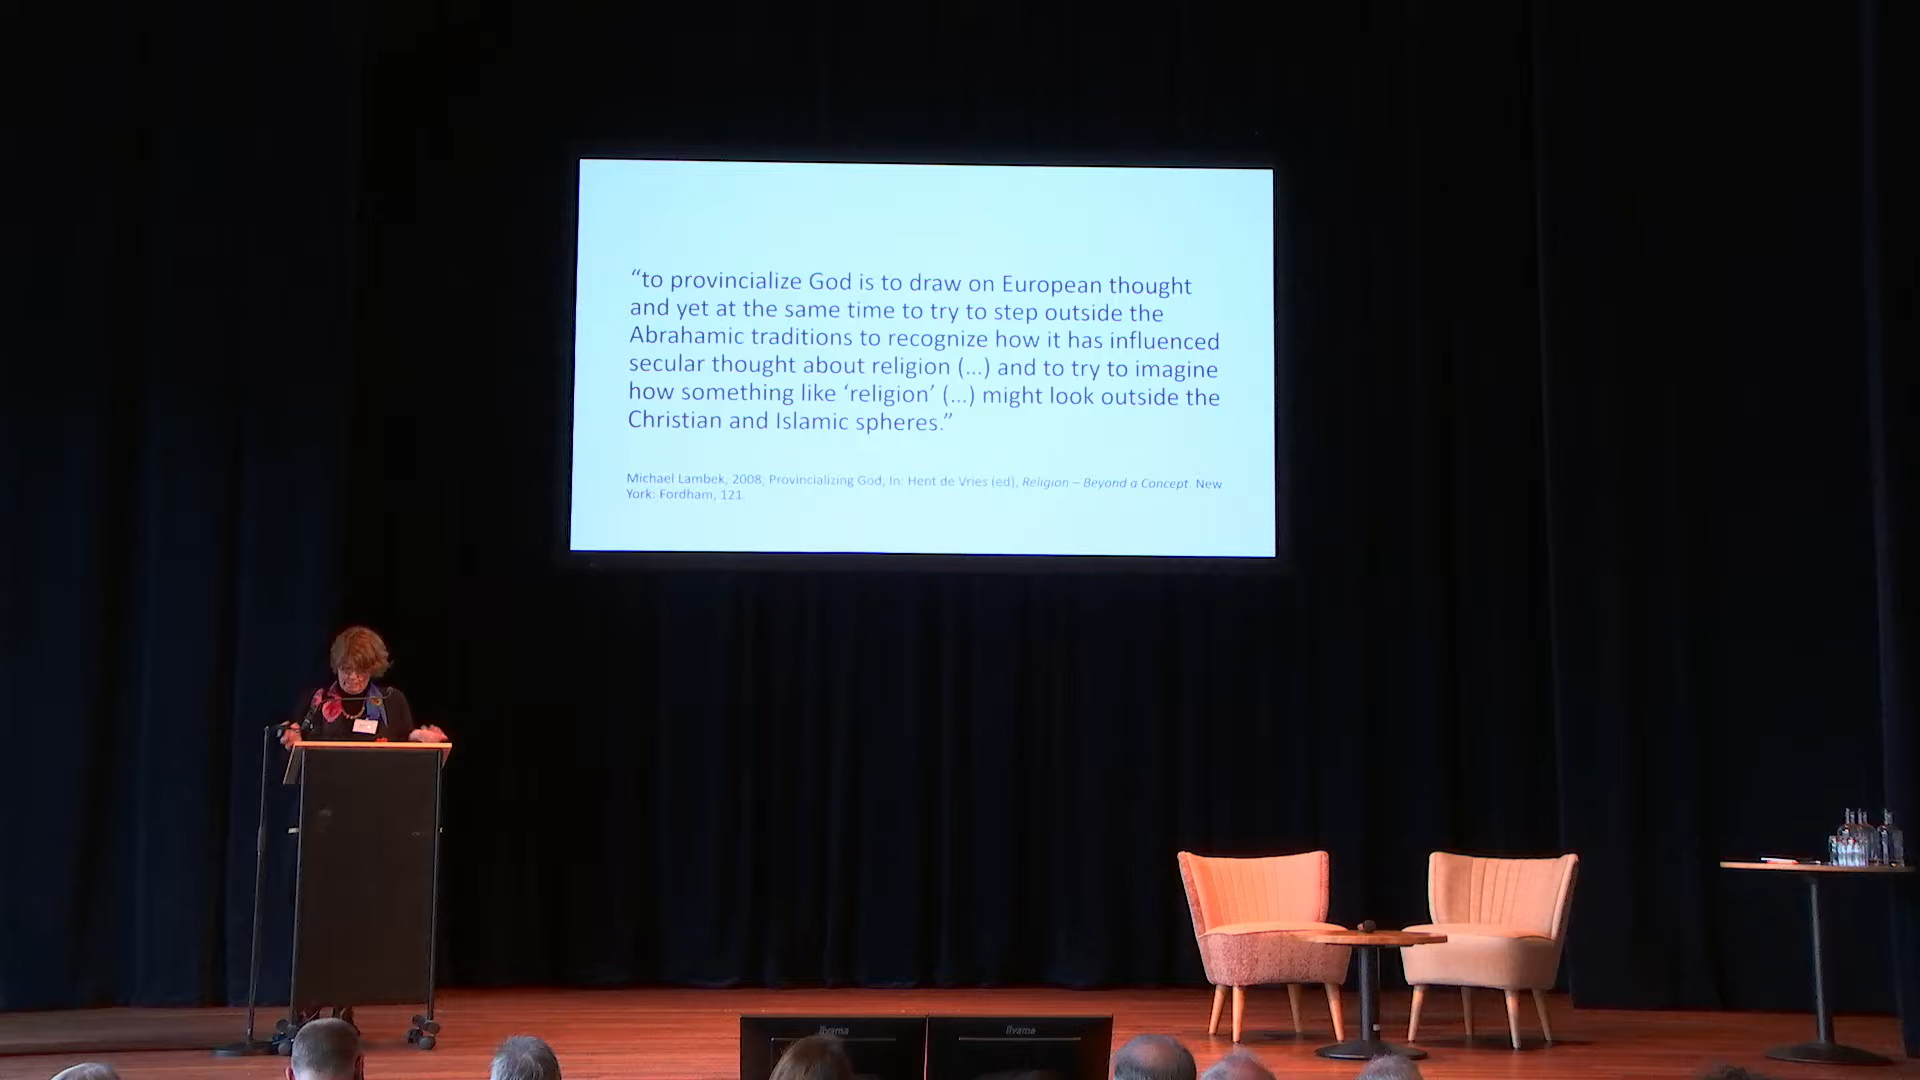 “to provincialize God is to draw on European thought
and yet at the same time to try to step outside the
Abrahamic traditions to recognize how it has influenced
secular thought about religion (...) and to try to imagine
how something like ‘religion’ (...) might look outside the
Christian and Islamic spheres.”
Michael Lambek, 2008, Provincializing God, In: Hent de Vries (ed), Religion – Beyond a Concept. New
York: Fordham, 121.
iiyama
iiyama